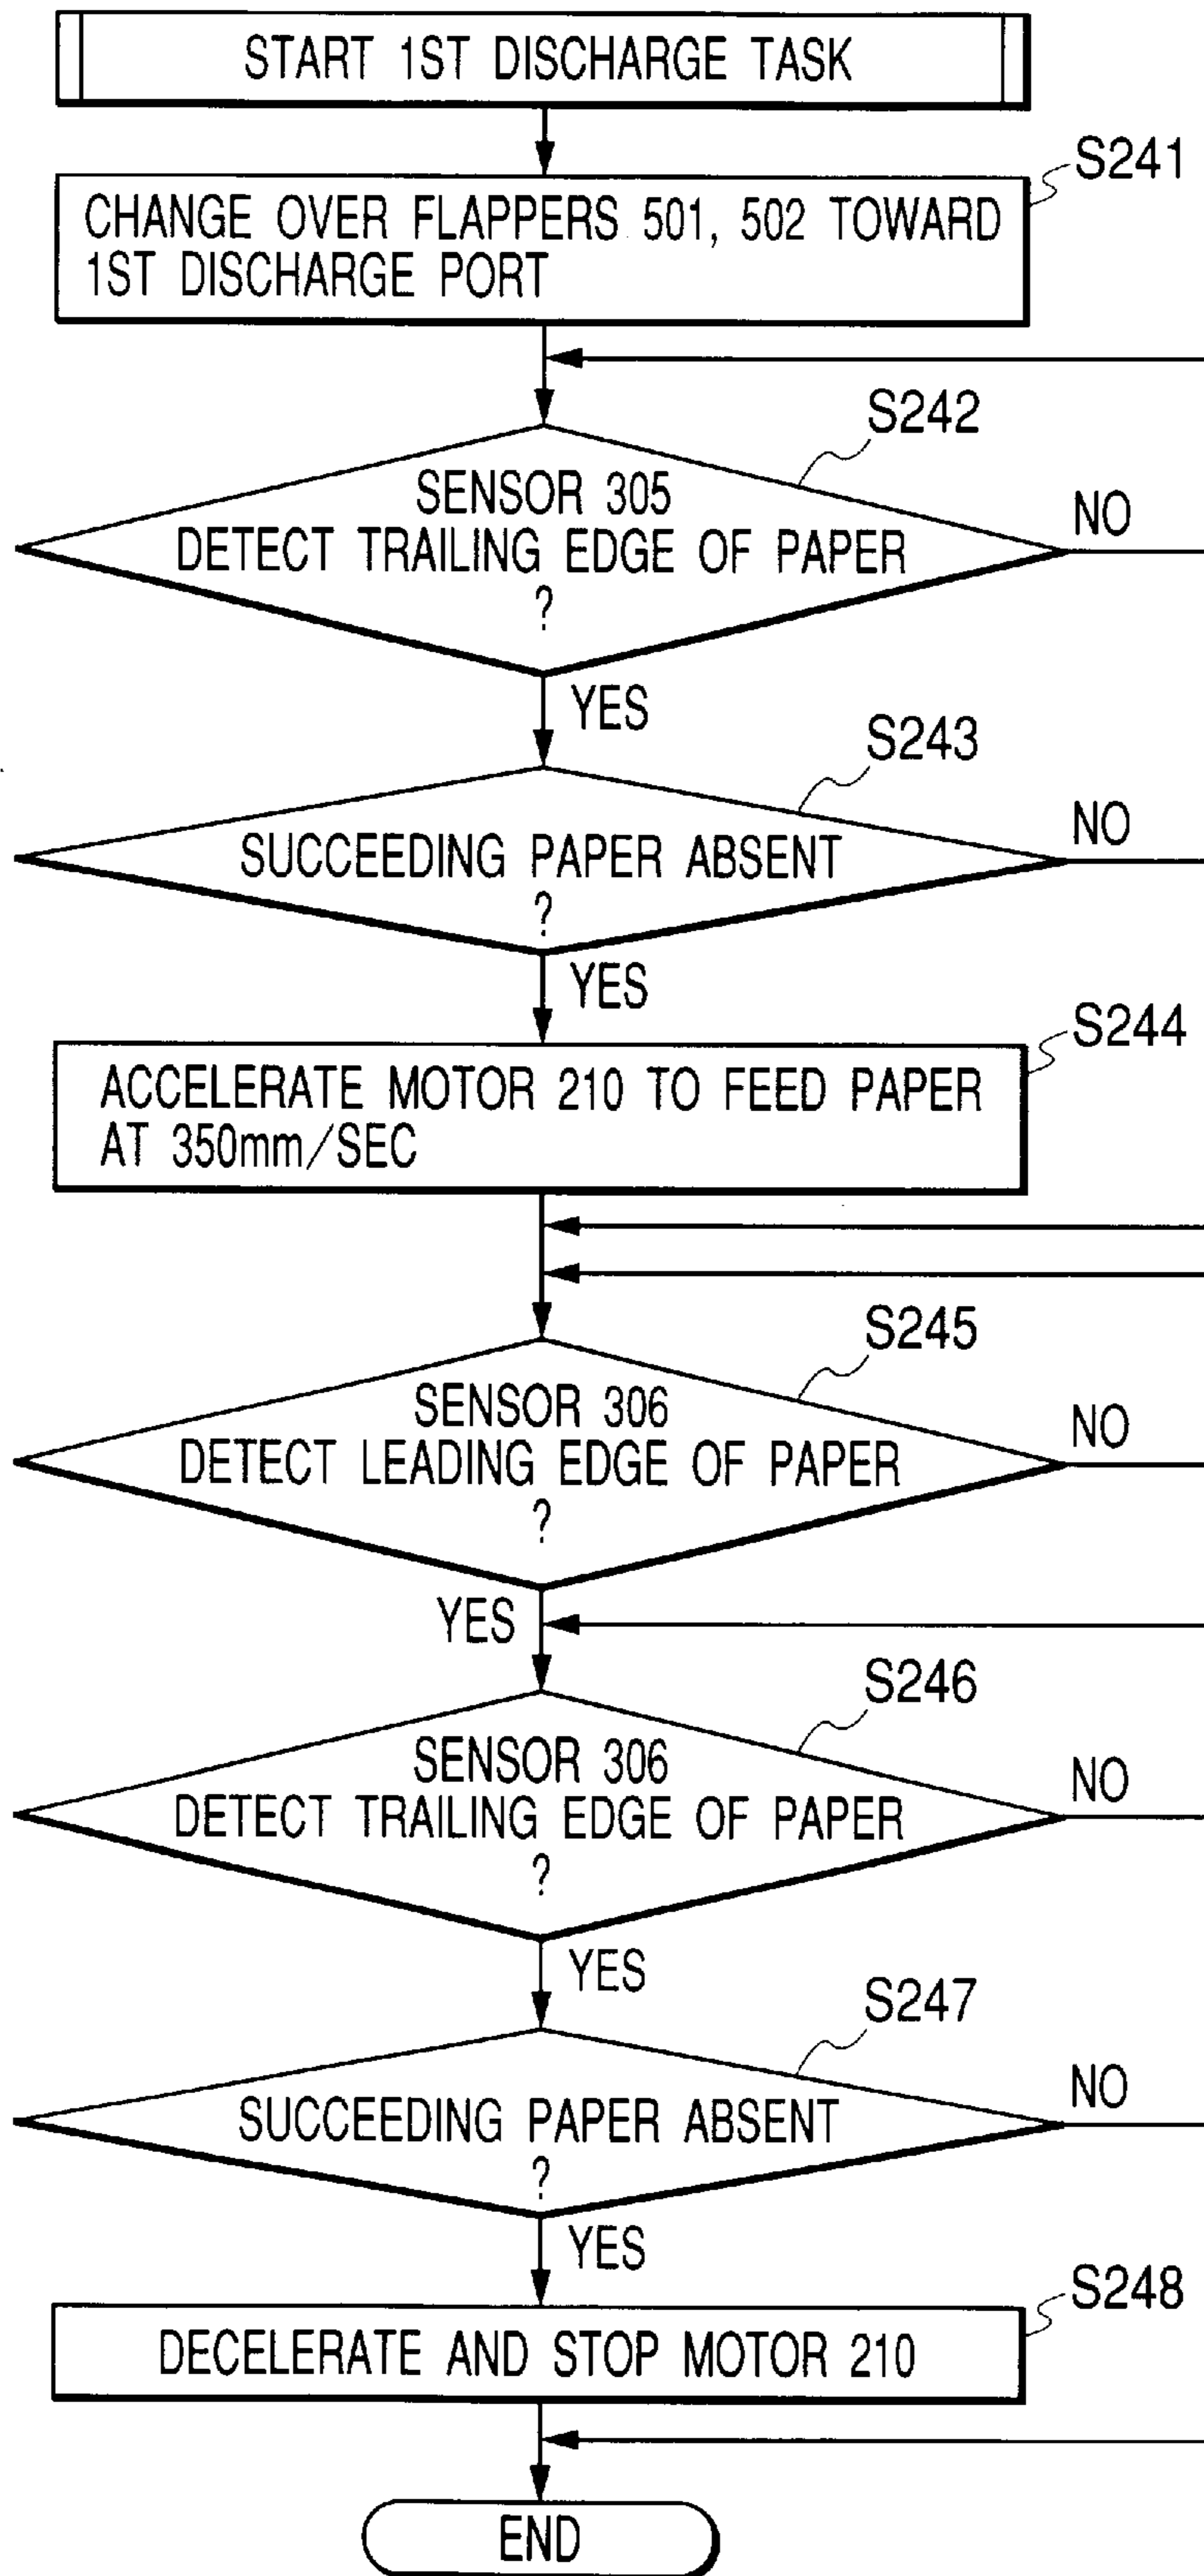 START 1ST DISCHARGE TASK
S241
CHANGE OVER FLAPPERS 501, 502 TOWARD
1ST DISCHARGE PORT
S242
SENSOR 305
DETECT TRAILING EDGE OF PAPER
?
NO
YES
S243
SUCCEEDING PAPER ABSENT
?
NO
YES
S244
ACCELERATE MOTOR 210 TO FEED PAPER
AT 350mm/SEC
S245
SENSOR 306
DETECT LEADING EDGE OF PAPER
?
NO
YES
S246
SENSOR 306
DETECT TRAILING EDGE OF PAPER
?
NO
YES
S247
SUCCEEDING PAPER ABSENT
?
NO
YES
S248
DECELERATE AND STOP MOTOR 210
END